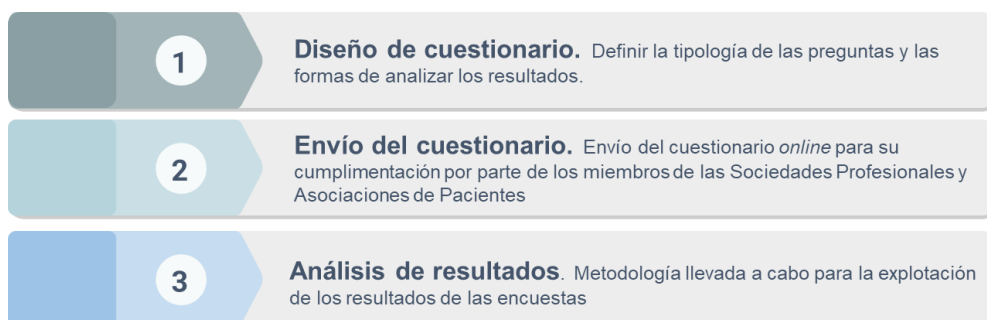 1
Diseño de cuestionario. Definir la tipología de las preguntas y las
formas de analizar los resultados.
2
Envío del cuestionario. Envío del cuestionario online para su
cumplimentación por parte de los miembros de las Sociedades Profesionales y
Asociaciones de Pacientes
3
Análisis de resultados. Metodología llevada a cabo para la explotación
de los resultados de las encuestas